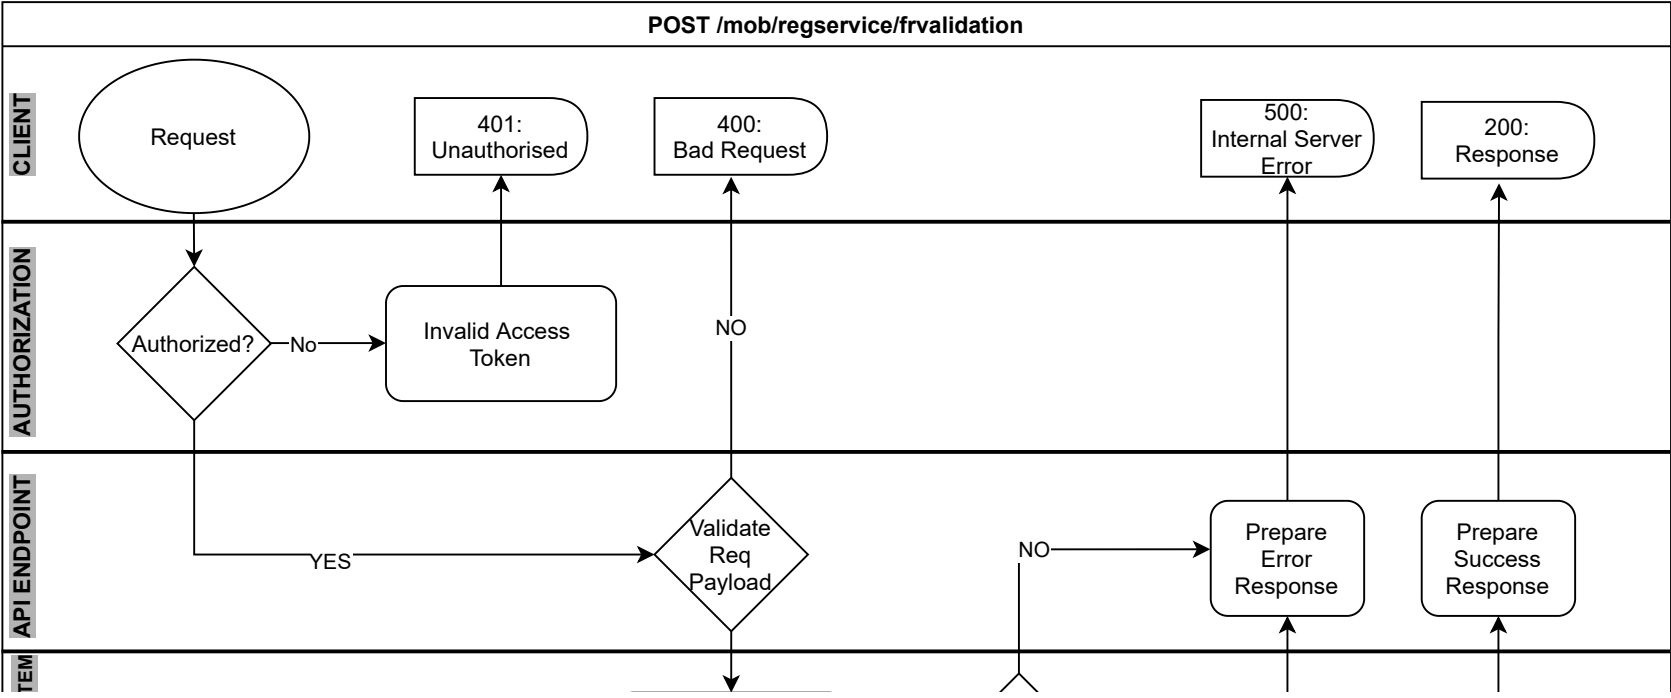 POST /mob/regservice/frvalidation
CLIENT
Request
401:
Unauthorised
400:
Bad Request
500:
Internal Server
Error
200:
Response
AUTHORIZATION
Authorized?
No
Invalid Access
Token
NO
API ENDPOINT
YES
Validate
Req
Payload
NO
Prepare
Error
Response
Prepare
Success
Response
TEM